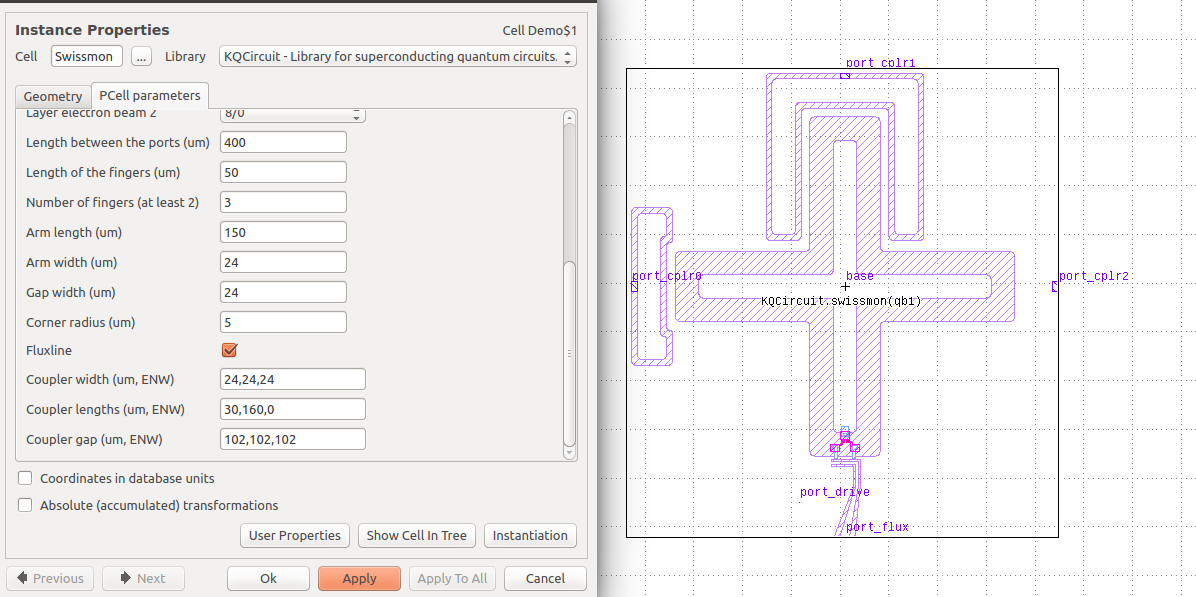 Instance Properties
Cell Demo$1
Cell Swissmon ... Library KQCircuit - Library for superconducting quantum circuits.
Geometry PCell parameters
Layer electron beam 2 8/0
Length between the ports (um) 400
Length of the fingers (um) 50
Number of fingers (at least 2) 3
Arm length (um) 150
Arm width (um) 24
Gap width (um) 24
Corner radius (um) 5
Fluxline
Coupler width (um, ENW) 24,24,24
Coupler lengths (um, ENW) 30,160,0
Coupler gap (um, ENW) 102,102,102
Coordinates in database units
Absolute (accumulated) transformations
User Properties Show Cell In Tree Instantiation
Previous Next Ok Apply Apply To All Cancel
port_cplr1
port_cplr0 base port_cplr2
KQCircuit.swissmon(qb1)
port_drive
port_flux